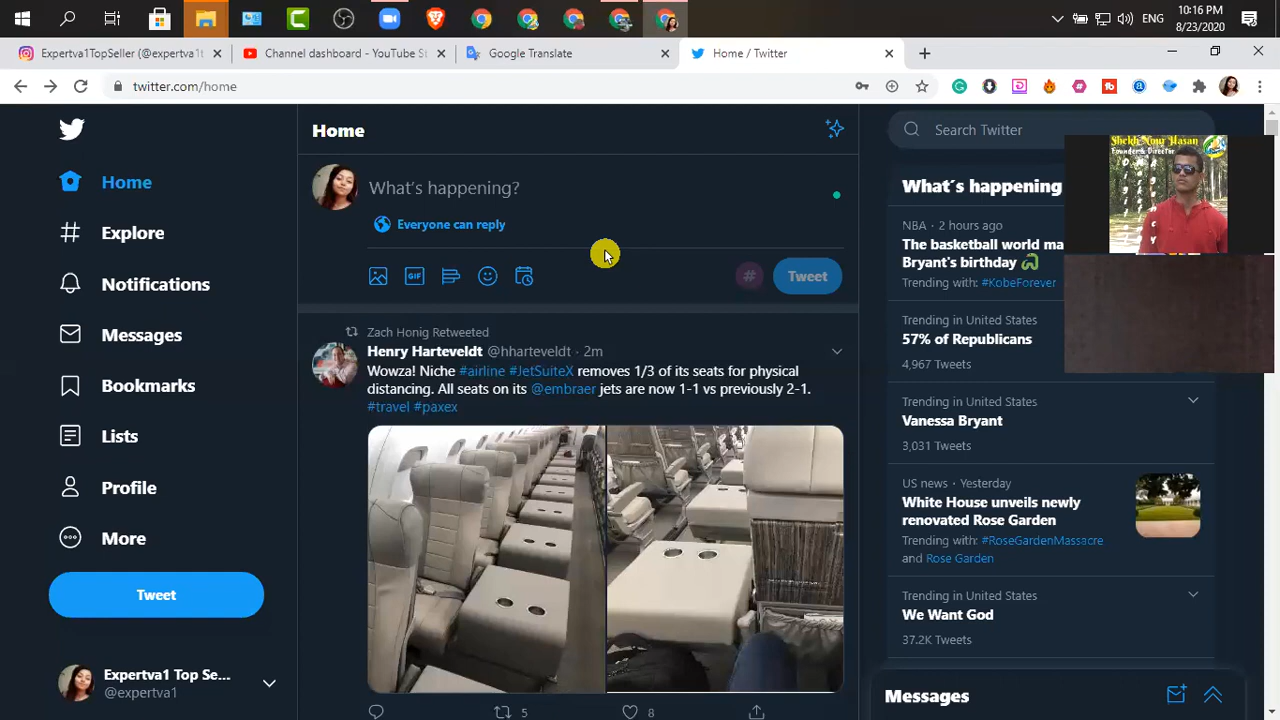 ENG
10:16 PM
8/23/2020
ExpertVA1TopSeller (@expertva1t
Channel dashboard - YouTube St
Google Translate
Home / Twitter
twitter.com/home
Home
Explore
Notifications
Messages
Bookmarks
Lists
Profile
More
Tweet
Expertva1 Top Se...
@expertva1
Home
What's happening?
Everyone can reply
GIF
#
Tweet
Zach Honig Retweeted
Henry Harteveldt @hharteveldt · 2m
Wowza! Niche #airline #JetSuiteX removes 1/3 of its seats for physical
distancing. All seats on its @embraer jets are now 1-1 vs previously 2-1.
#travel #paxex
5
8
Search Twitter
Shekh Nour Hasan
Founder & Director
What's happening
NBA · 2 hours ago
The basketball world ma
Bryant's birthday
Trending with: #KobeForever
Trending in United States
57% of Republicans
4,967 Tweets
Trending in United States
Vanessa Bryant
3,031 Tweets
US news · Yesterday
White House unveils newly
renovated Rose Garden
Trending with: #RoseGardenMassacre
and Rose Garden
Trending in United States
We Want God
37.2K Tweets
Messages